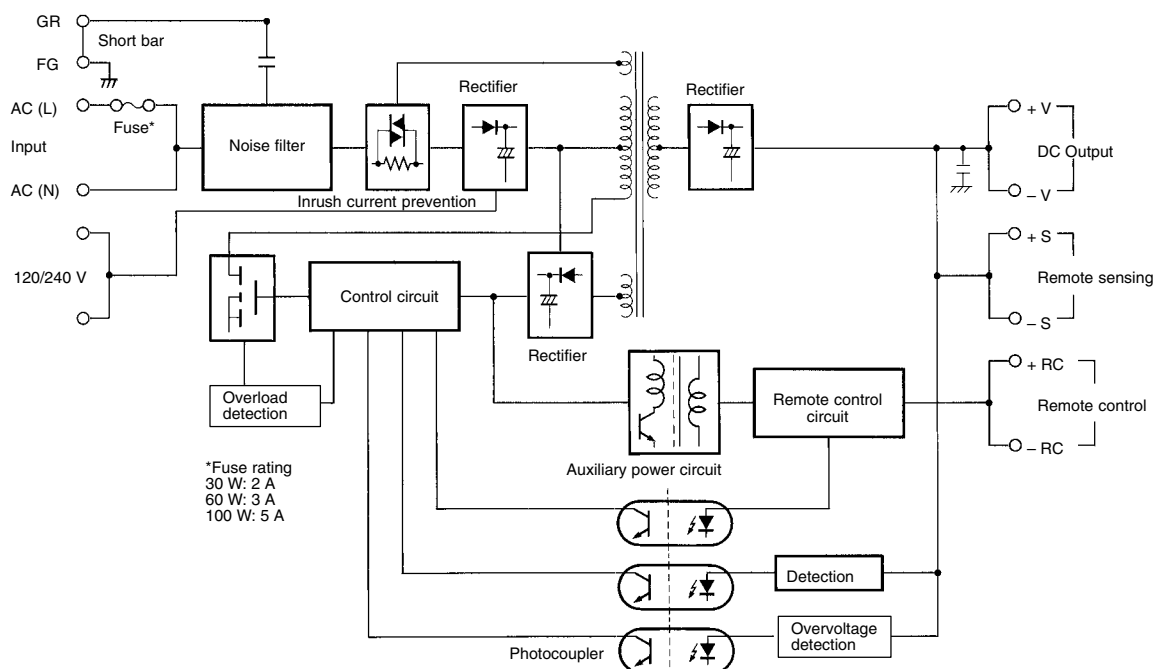 GR
Short bar
FG
AC (L)
Fuse*
Input
AC (N)
120/240 V
Noise filter
Inrush current prevention
Rectifier
Rectifier
+ V
DC Output
– V
+ S
Remote sensing
– S
Control circuit
Rectifier
Overload
detection
+ RC
Remote control
– RC
Remote control
circuit
Auxiliary power circuit
*Fuse rating
30 W: 2 A
60 W: 3 A
100 W: 5 A
Detection
Overvoltage
detection
Photocoupler